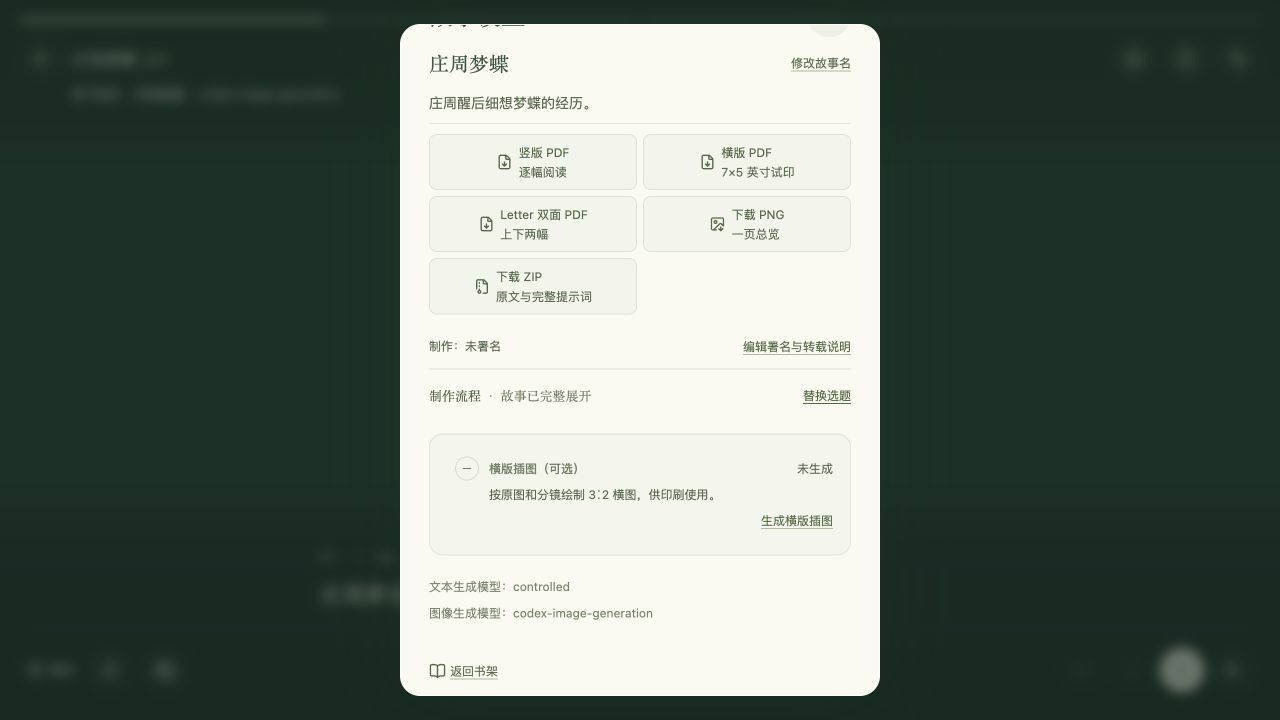 庄周梦蝶
修改故事名
庄周醒后细想梦蝶的经历。
竖版 PDF
逐幅阅读
横版 PDF
7×5 英寸试印
Letter 双面 PDF
上下两幅
下载 PNG
一页总览
下载 ZIP
原文与完整提示词
制作：未署名
编辑署名与转载说明
制作流程 · 故事已完整展开
替换选题
横版插图（可选）
未生成
按原图和分镜绘制 3:2 横图，供印刷使用。
生成横版插图
文本生成模型：controlled
图像生成模型：codex-image-generation
返回书架